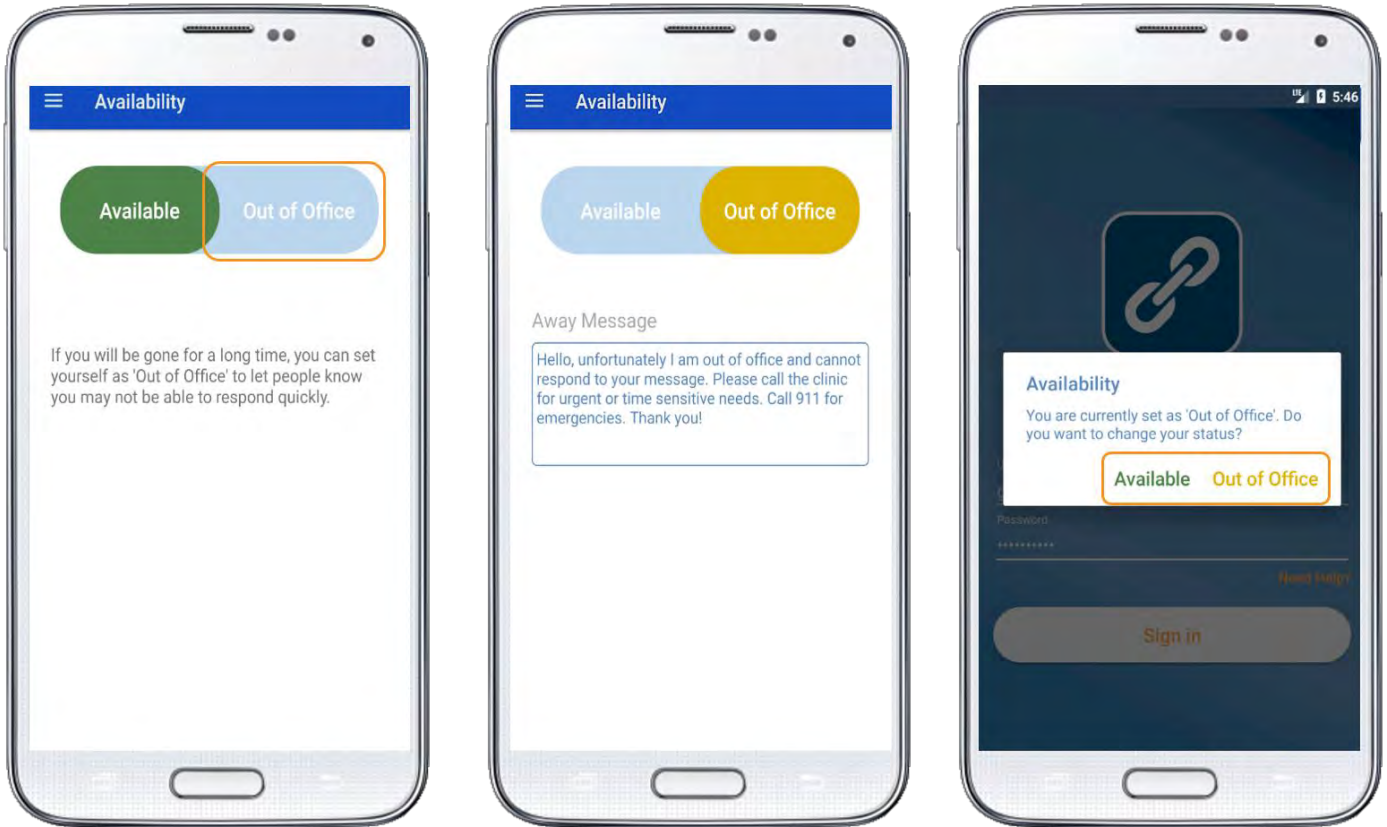 Availability
Available
Out of Office
If you will be gone for a long time, you can set
yourself as 'Out of Office' to let people know
you may not be able to respond quickly.
Availability
Available
Out of Office
Away Message
Hello, unfortunately I am out of office and cannot
respond to your message. Please call the clinic
for urgent or time sensitive needs. Call 911 for
emergencies. Thank you!
LTE 5:46
Availability
You are currently set as 'Out of Office'. Do
you want to change your status?
Available
Out of Office
Password
Need Help?
Sign in